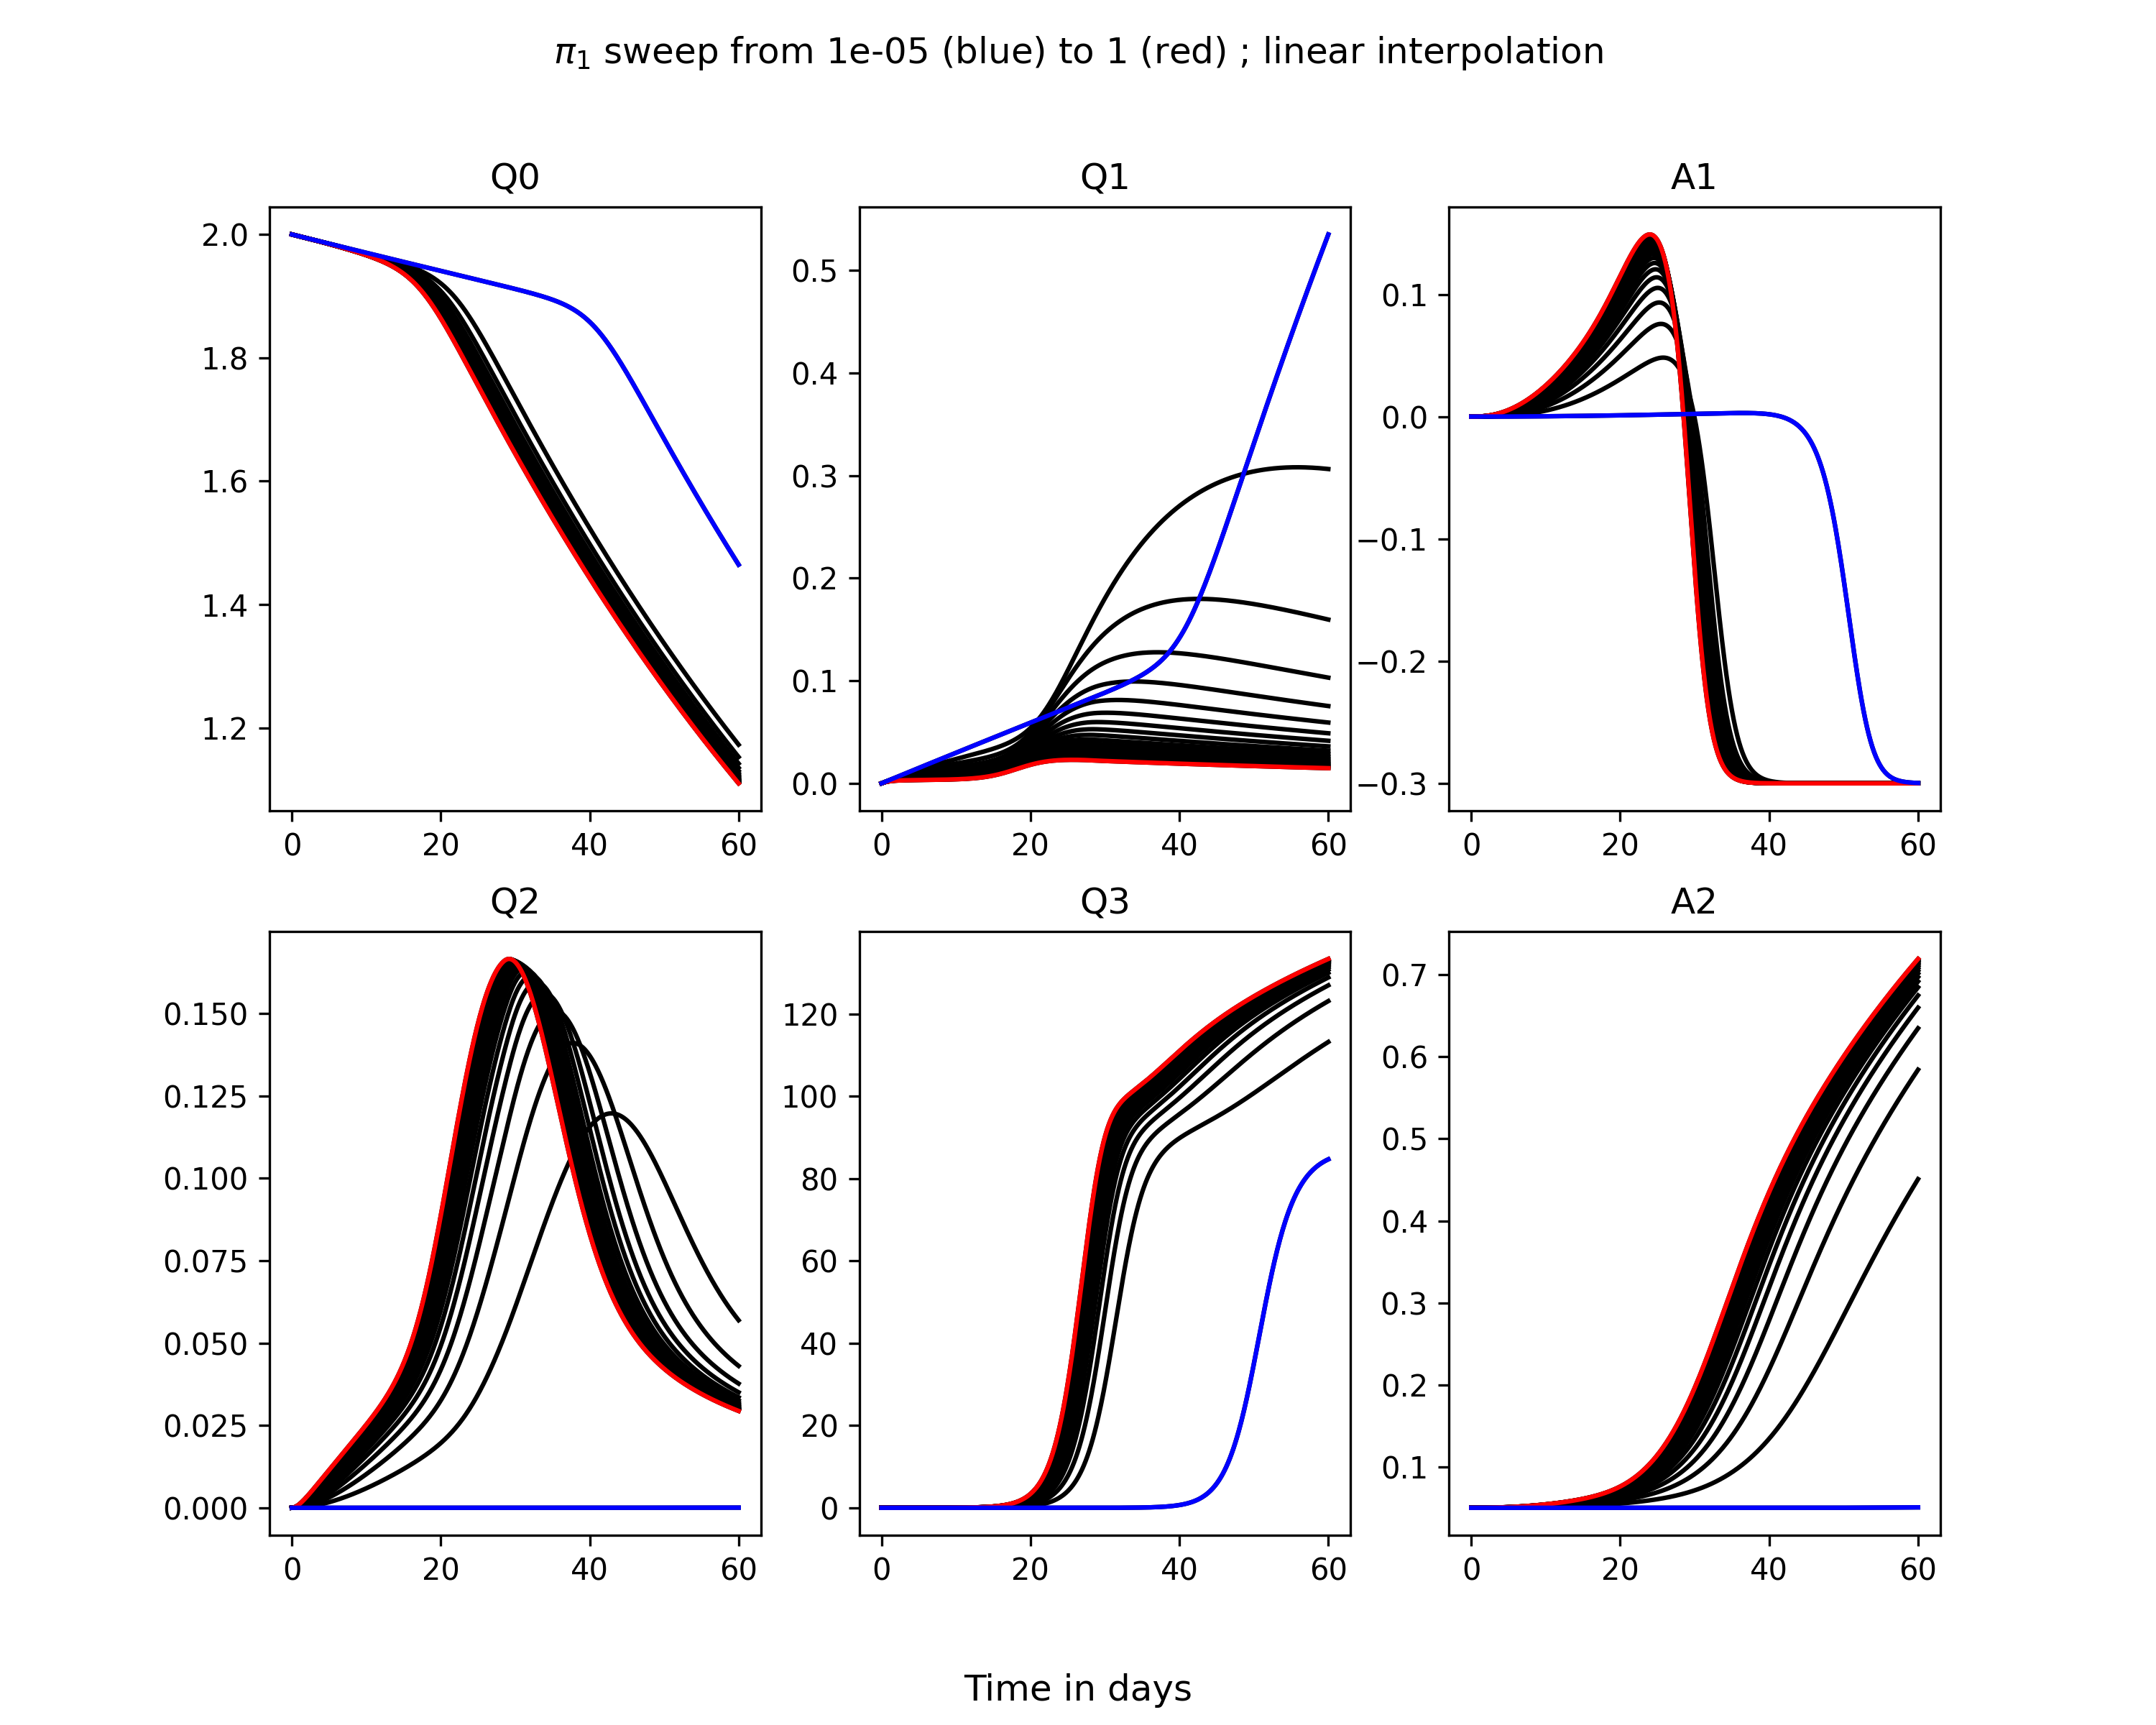 π₁ sweep from 1e-05 (blue) to 1 (red) ; linear interpolation
Q0
2.0
1.8
1.6
1.4
1.2
0 20 40 60
Q1
0.5
0.4
0.3
0.2
0.1
0.0
0 20 40 60
A1
0.1
0.0
−0.1
−0.2
−0.3
0 20 40 60
Q2
0.150
0.125
0.100
0.075
0.050
0.025
0.000
0 20 40 60
Q3
120
100
80
60
40
20
0
0 20 40 60
A2
0.7
0.6
0.5
0.4
0.3
0.2
0.1
0 20 40 60
Time in days